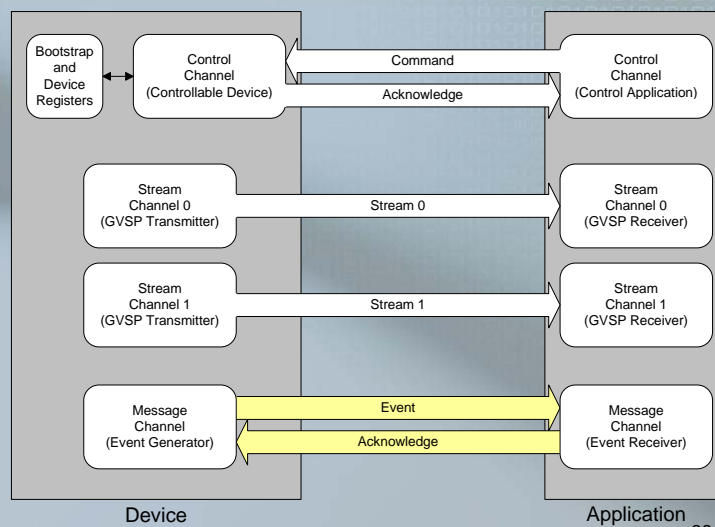 Bootstrap
and
Device
Registers
Control
Channel
(Controllable Device)
Command
Acknowledge
Control
Channel
(Control Application)
Stream
Channel 0
(GVSP Transmitter)
Stream 0
Stream
Channel 0
(GVSP Receiver)
Stream
Channel 1
(GVSP Transmitter)
Stream 1
Stream
Channel 1
(GVSP Receiver)
Message
Channel
(Event Generator)
Event
Acknowledge
Message
Channel
(Event Receiver)
Device
Application